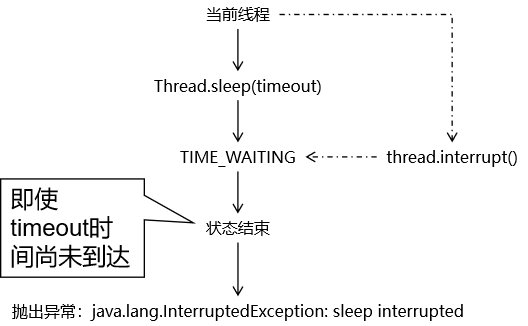 当前线程
Thread.sleep(timeout)
TIME_WAITING
thread.interrupt()
即使
timeout时
间尚未到达
状态结束
抛出异常：java.lang.InterruptedException: sleep interrupted